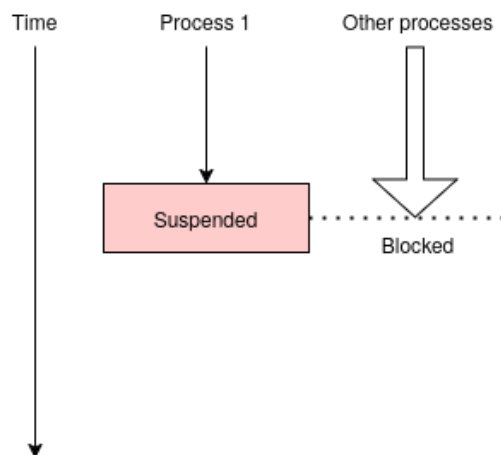 Time
Process 1
Other processes
Suspended
Blocked